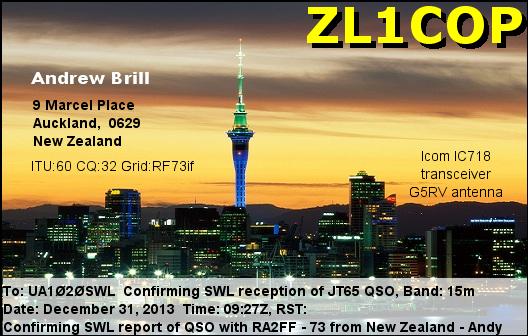 ZL1COP
Andrew Brill
9 Marcel Place
Auckland, 0629
New Zealand
ITU:60 CQ:32 Grid:RF73if
Icom IC718
transceiver
G5RV antenna
To: UA1Ø2ØSWL Confirming SWL reception of JT65 QSO, Band: 15m
Date: December 31, 2013 Time: 09:27Z, RST:
Confirming SWL report of QSO with RA2FF - 73 from New Zealand - Andy